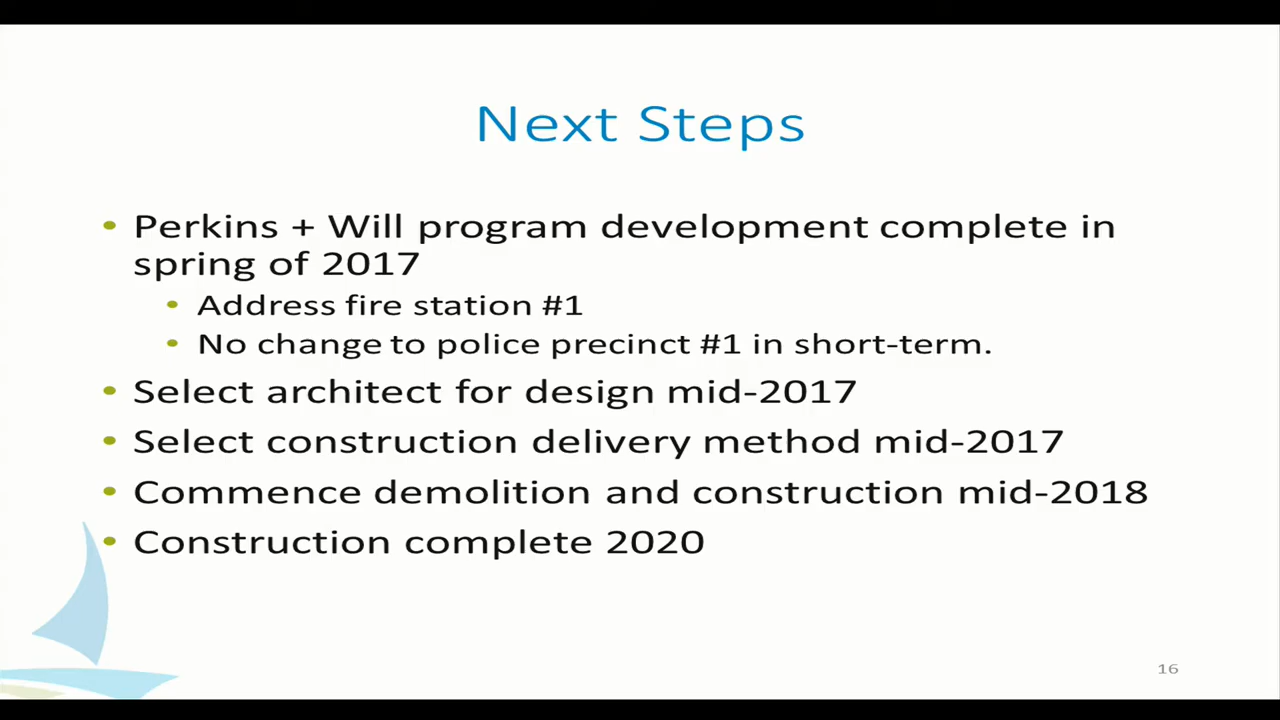 Next Steps
• Perkins + Will program development complete in
spring of 2017
• Address fire station #1
• No change to police precinct #1 in short-term.
• Select architect for design mid-2017
• Select construction delivery method mid-2017
• Commence demolition and construction mid-2018
• Construction complete 2020
16